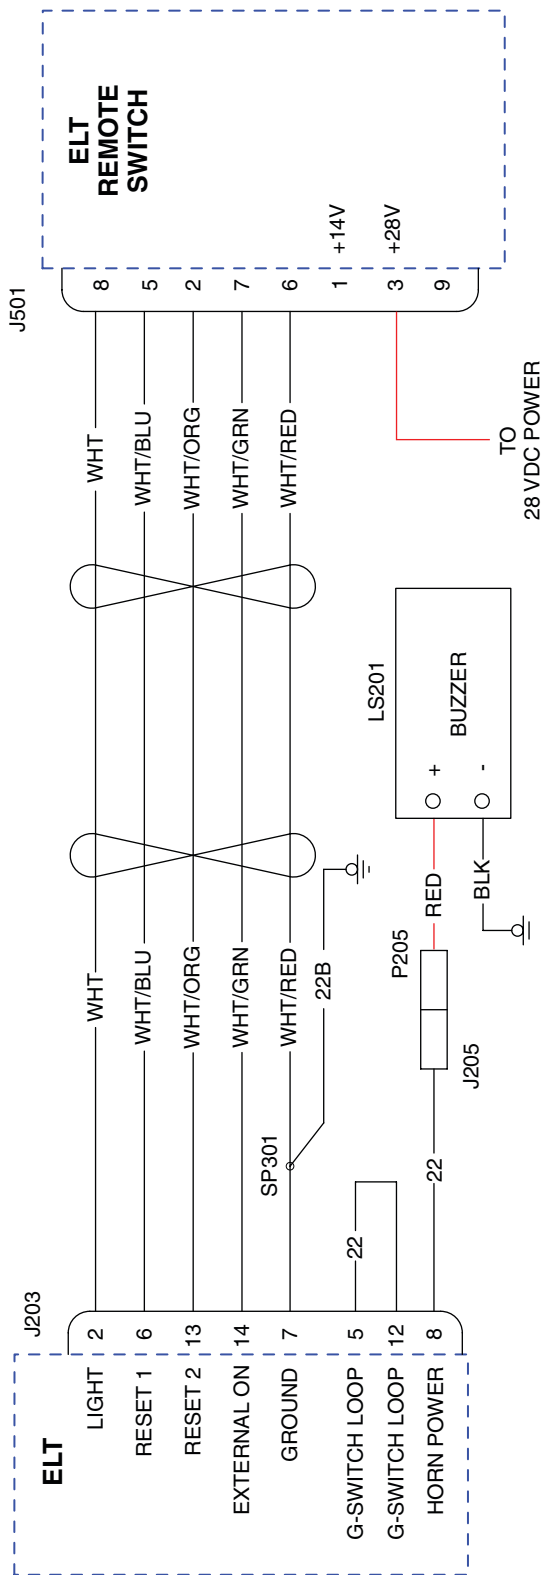 ELT
J203
LIGHT 2 WHT WHT 8
RESET 1 6 WHT/BLU WHT/BLU 5
RESET 2 13 WHT/ORG WHT/ORG 2
EXTERNAL ON 14 WHT/GRN WHT/GRN 7
GROUND 7 WHT/RED WHT/RED 6
SP301
22B
G-SWITCH LOOP 5 22
G-SWITCH LOOP 12
HORN POWER 8 22
J205
P205
RED
BLK
LS201
+
-
BUZZER
J501
ELT
REMOTE
SWITCH
1 +14V
3 +28V
9
TO
28 VDC POWER